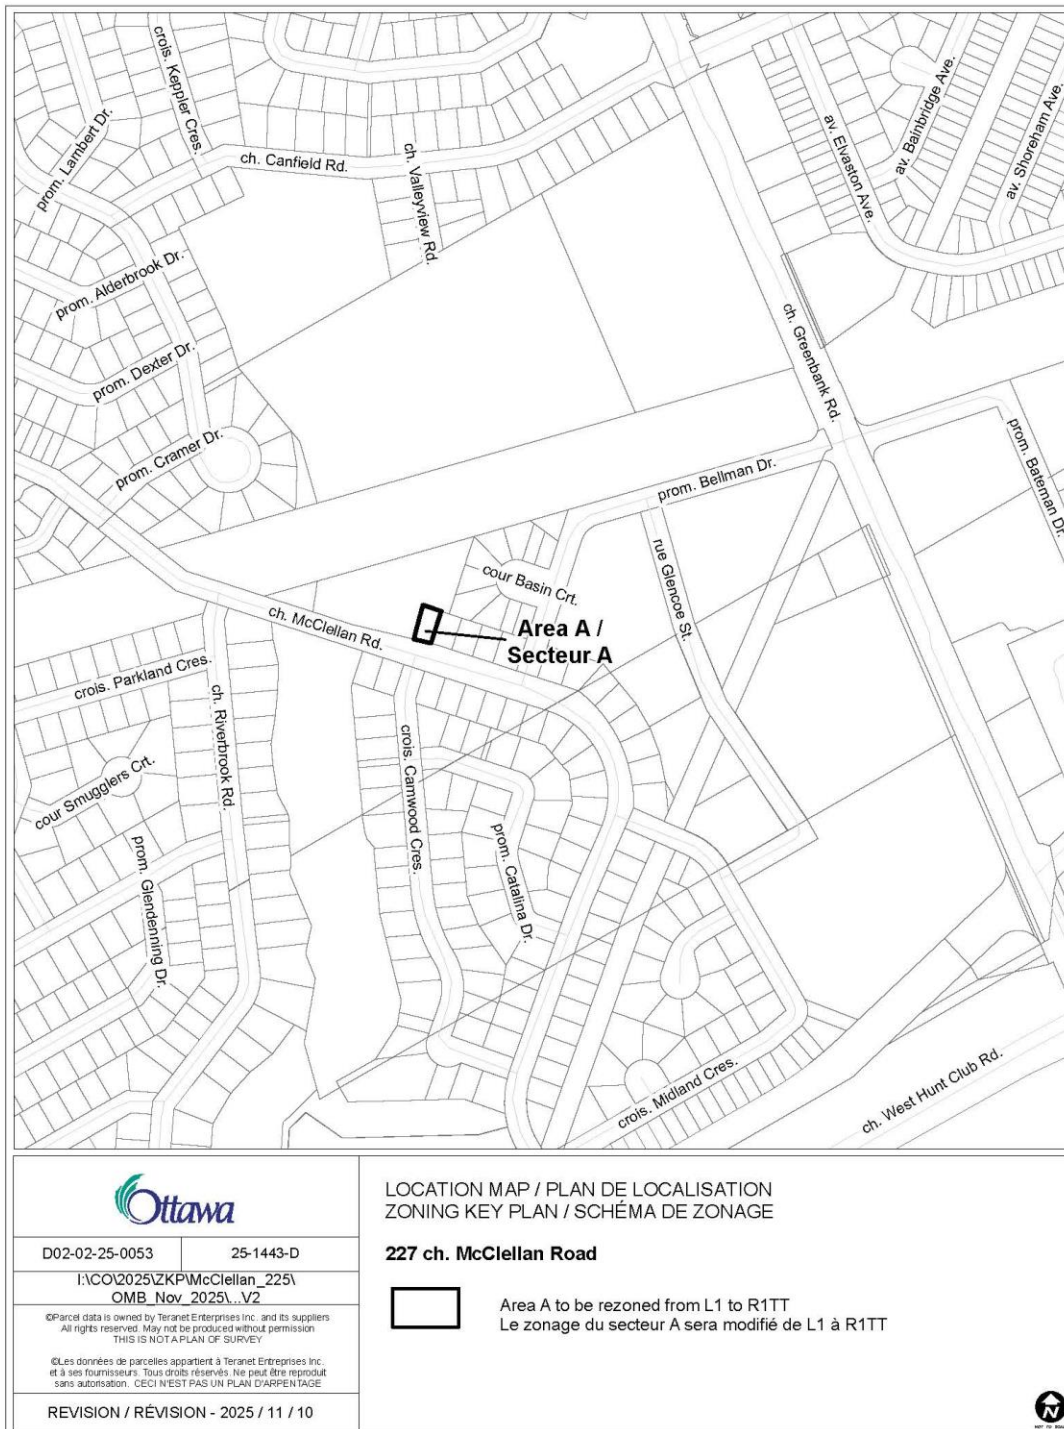 crois. Keppler Cres.
prom. Lambert Dr.
ch. Canfield Rd.
ch. Valleyview Rd.
av. Elvaston Ave.
av. Bainbridge Ave.
av. Shoreham Ave.
prom. Alderbrook Dr.
prom. Dexter Dr.
prom. Cramer Dr.
ch. Greenbank Rd.
prom. Bellman Dr.
prom. Bateman Dr.
cour Basin Crt.
rue Glencoe St.
ch. McClellan Rd.
Area A /
Secteur A
crois. Parkland Cres.
ch. Riverbrook Rd.
cour Smugglers Crt.
crois. Camwood Cres.
prom. Catalina Dr.
prom. Glendenning Dr.
crois. Midland Cres.
ch. West Hunt Club Rd.
Ottawa
D02-02-25-0053
25-1443-D
I:\CO\2025\ZKP\McClellan_225\
OMB_Nov_2025\...V2
©Parcel data is owned by Teranet Enterprises Inc. and its suppliers
All rights reserved. May not be produced without permission
THIS IS NOT A PLAN OF SURVEY
©Les données de parcelles appartient à Teranet Entreprises Inc.
et à ses fournisseurs. Tous droits réservés. Ne peut être reproduit
sans autorisation. CECI N'EST PAS UN PLAN D'ARPENTAGE
REVISION / RÉVISION - 2025 / 11 / 10
LOCATION MAP / PLAN DE LOCALISATION
ZONING KEY PLAN / SCHÉMA DE ZONAGE
227 ch. McClellan Road
Area A to be rezoned from L1 to R1TT
Le zonage du secteur A sera modifié de L1 à R1TT
N
NOT TO SCALE